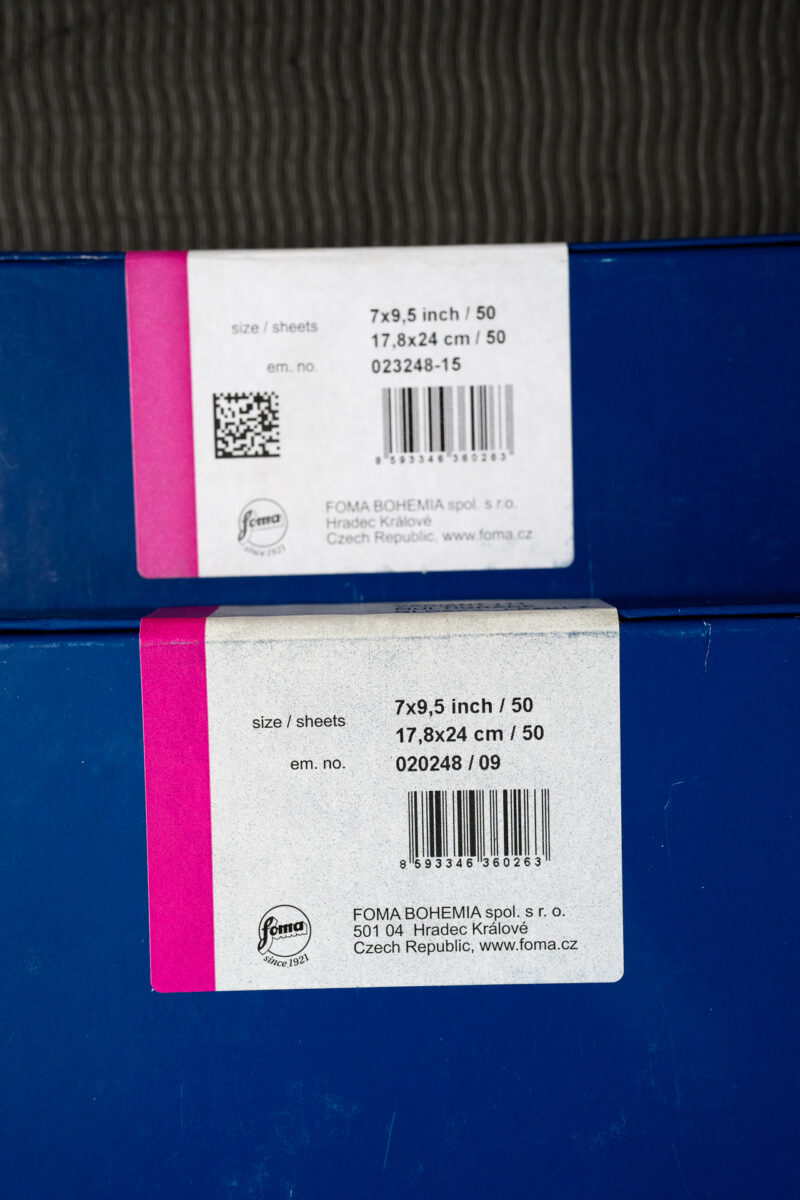 size / sheets
7x9,5 inch / 50
17,8x24 cm / 50
em. no.
023248-15
8 593346 360263
foma
since 1921
FOMA BOHEMIA spol. s r.o.
Hradec Králové
Czech Republic, www.foma.cz
size / sheets
7x9,5 inch / 50
17,8x24 cm / 50
em. no.
020248 / 09
8 593346 360263
foma
since 1921
FOMA BOHEMIA spol. s r. o.
501 04 Hradec Králové
Czech Republic, www.foma.cz